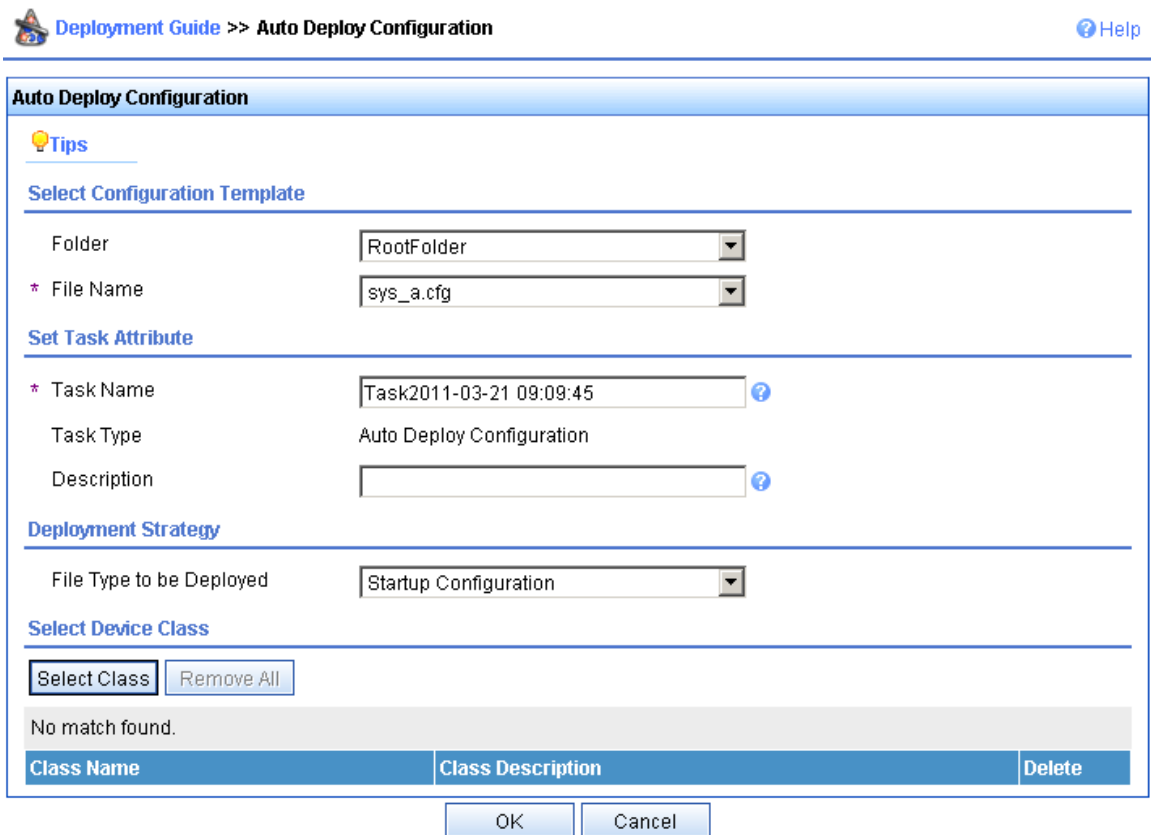 Deployment Guide >> Auto Deploy Configuration Help
Auto Deploy Configuration
Tips
Select Configuration Template
Folder RootFolder
* File Name sys_a.cfg
Set Task Attribute
* Task Name Task2011-03-21 09:09:45
Task Type Auto Deploy Configuration
Description
Deployment Strategy
File Type to be Deployed Startup Configuration
Select Device Class
Select Class Remove All
No match found.
Class Name Class Description Delete
OK Cancel